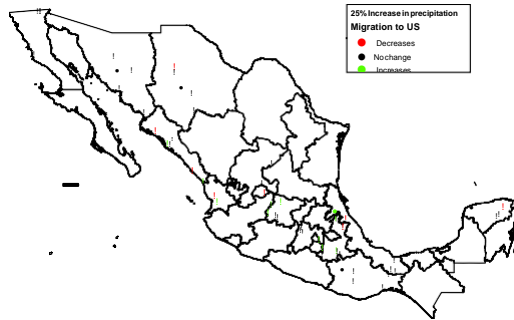 25% Increase in precipitation
Migration to US
Decreases
No change
Increases